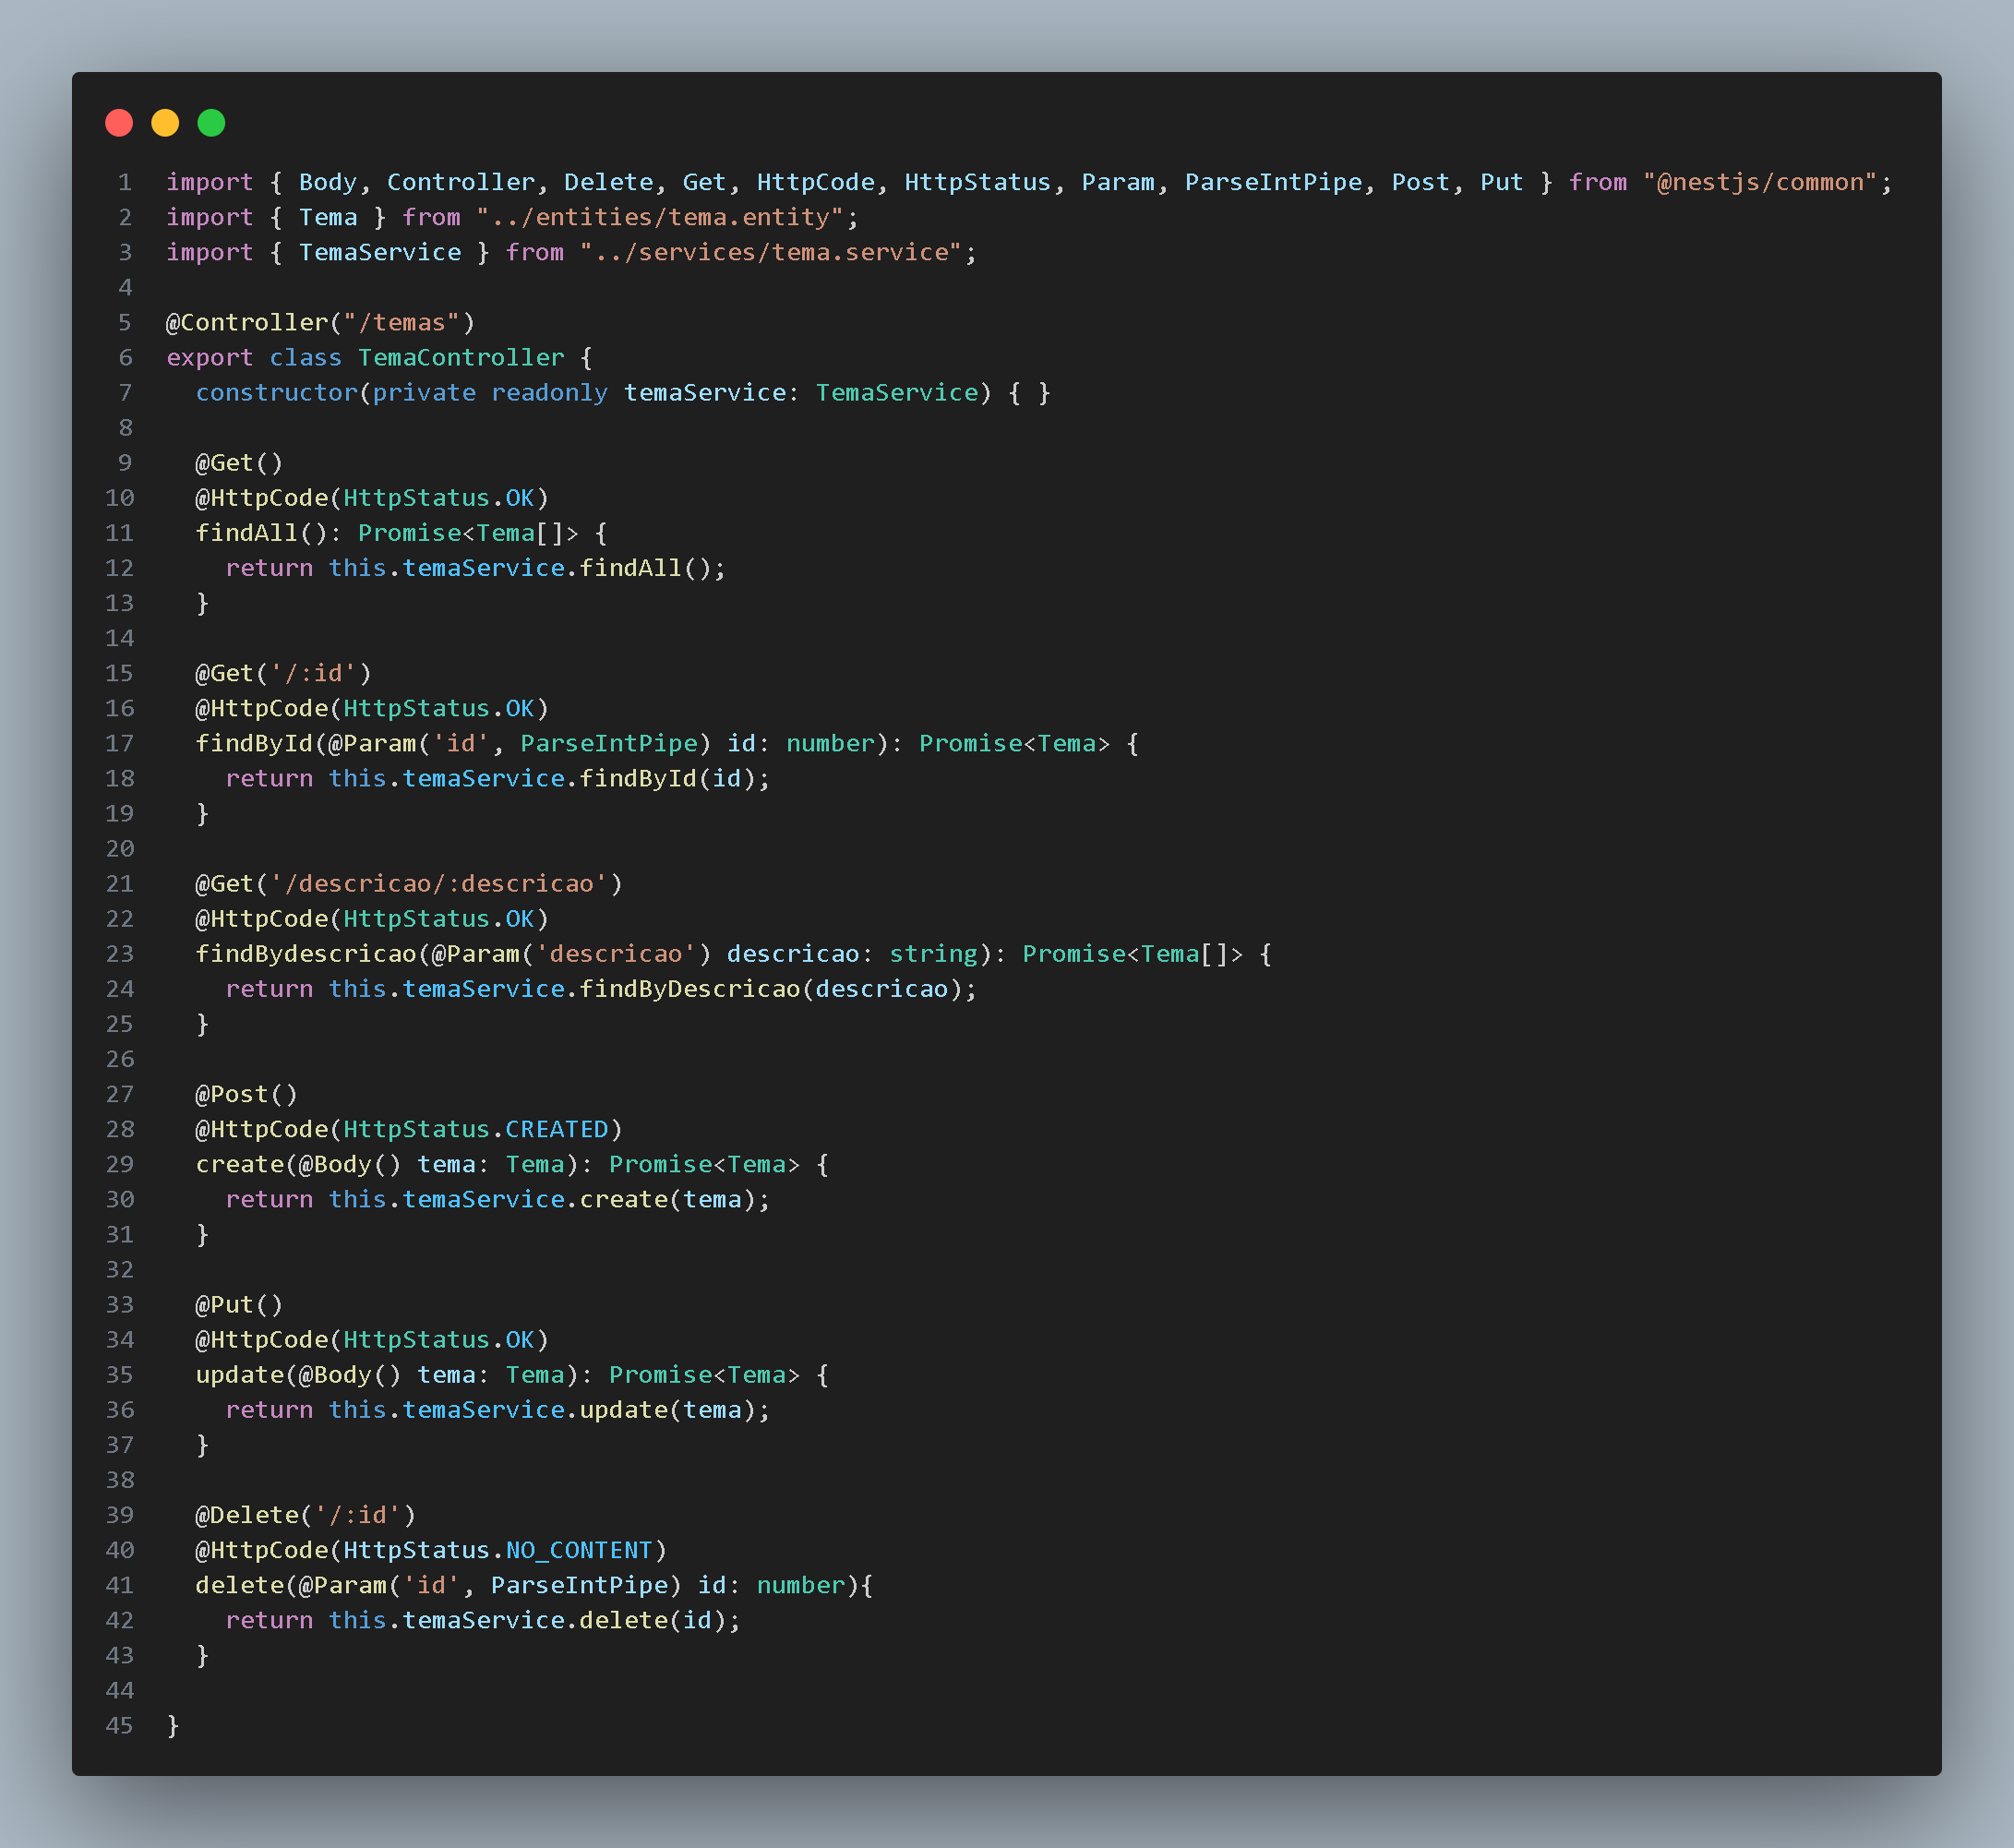 1 import { Body, Controller, Delete, Get, HttpCode, HttpStatus, Param, ParseIntPipe, Post, Put } from "@nestjs/common";
2 import { Tema } from "../entities/tema.entity";
3 import { TemaService } from "../services/tema.service";
4
5 @Controller("/temas")
6 export class TemaController {
7   constructor(private readonly temaService: TemaService) { }
8
9   @Get()
10   @HttpCode(HttpStatus.OK)
11   findAll(): Promise<Tema[]> {
12     return this.temaService.findAll();
13   }
14
15   @Get('/:id')
16   @HttpCode(HttpStatus.OK)
17   findById(@Param('id', ParseIntPipe) id: number): Promise<Tema> {
18     return this.temaService.findById(id);
19   }
20
21   @Get('/descricao/:descricao')
22   @HttpCode(HttpStatus.OK)
23   findBydescricao(@Param('descricao') descricao: string): Promise<Tema[]> {
24     return this.temaService.findByDescricao(descricao);
25   }
26
27   @Post()
28   @HttpCode(HttpStatus.CREATED)
29   create(@Body() tema: Tema): Promise<Tema> {
30     return this.temaService.create(tema);
31   }
32
33   @Put()
34   @HttpCode(HttpStatus.OK)
35   update(@Body() tema: Tema): Promise<Tema> {
36     return this.temaService.update(tema);
37   }
38
39   @Delete('/:id')
40   @HttpCode(HttpStatus.NO_CONTENT)
41   delete(@Param('id', ParseIntPipe) id: number){
42     return this.temaService.delete(id);
43   }
44
45 }